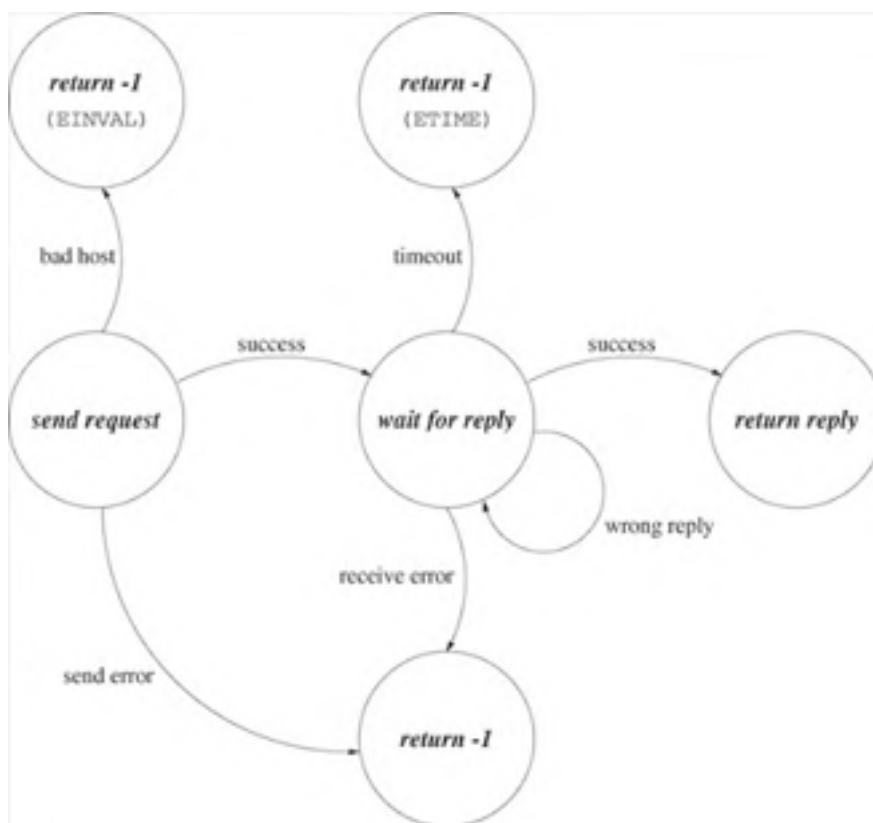 return -1
(EINVAL)
return -1
(ETIME)
bad host
timeout
success
success
send request
wait for reply
return reply
wrong reply
receive error
send error
return -1